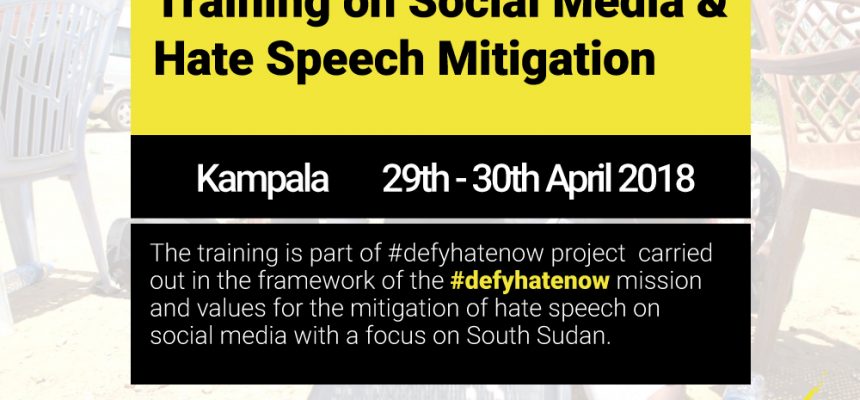 Training on Social Media &
Hate Speech Mitigation
Kampala 29th - 30th April 2018
The training is part of #defyhatenow project carried
out in the framework of the #defyhatenow mission
and values for the mitigation of hate speech on
social media with a focus on South Sudan.